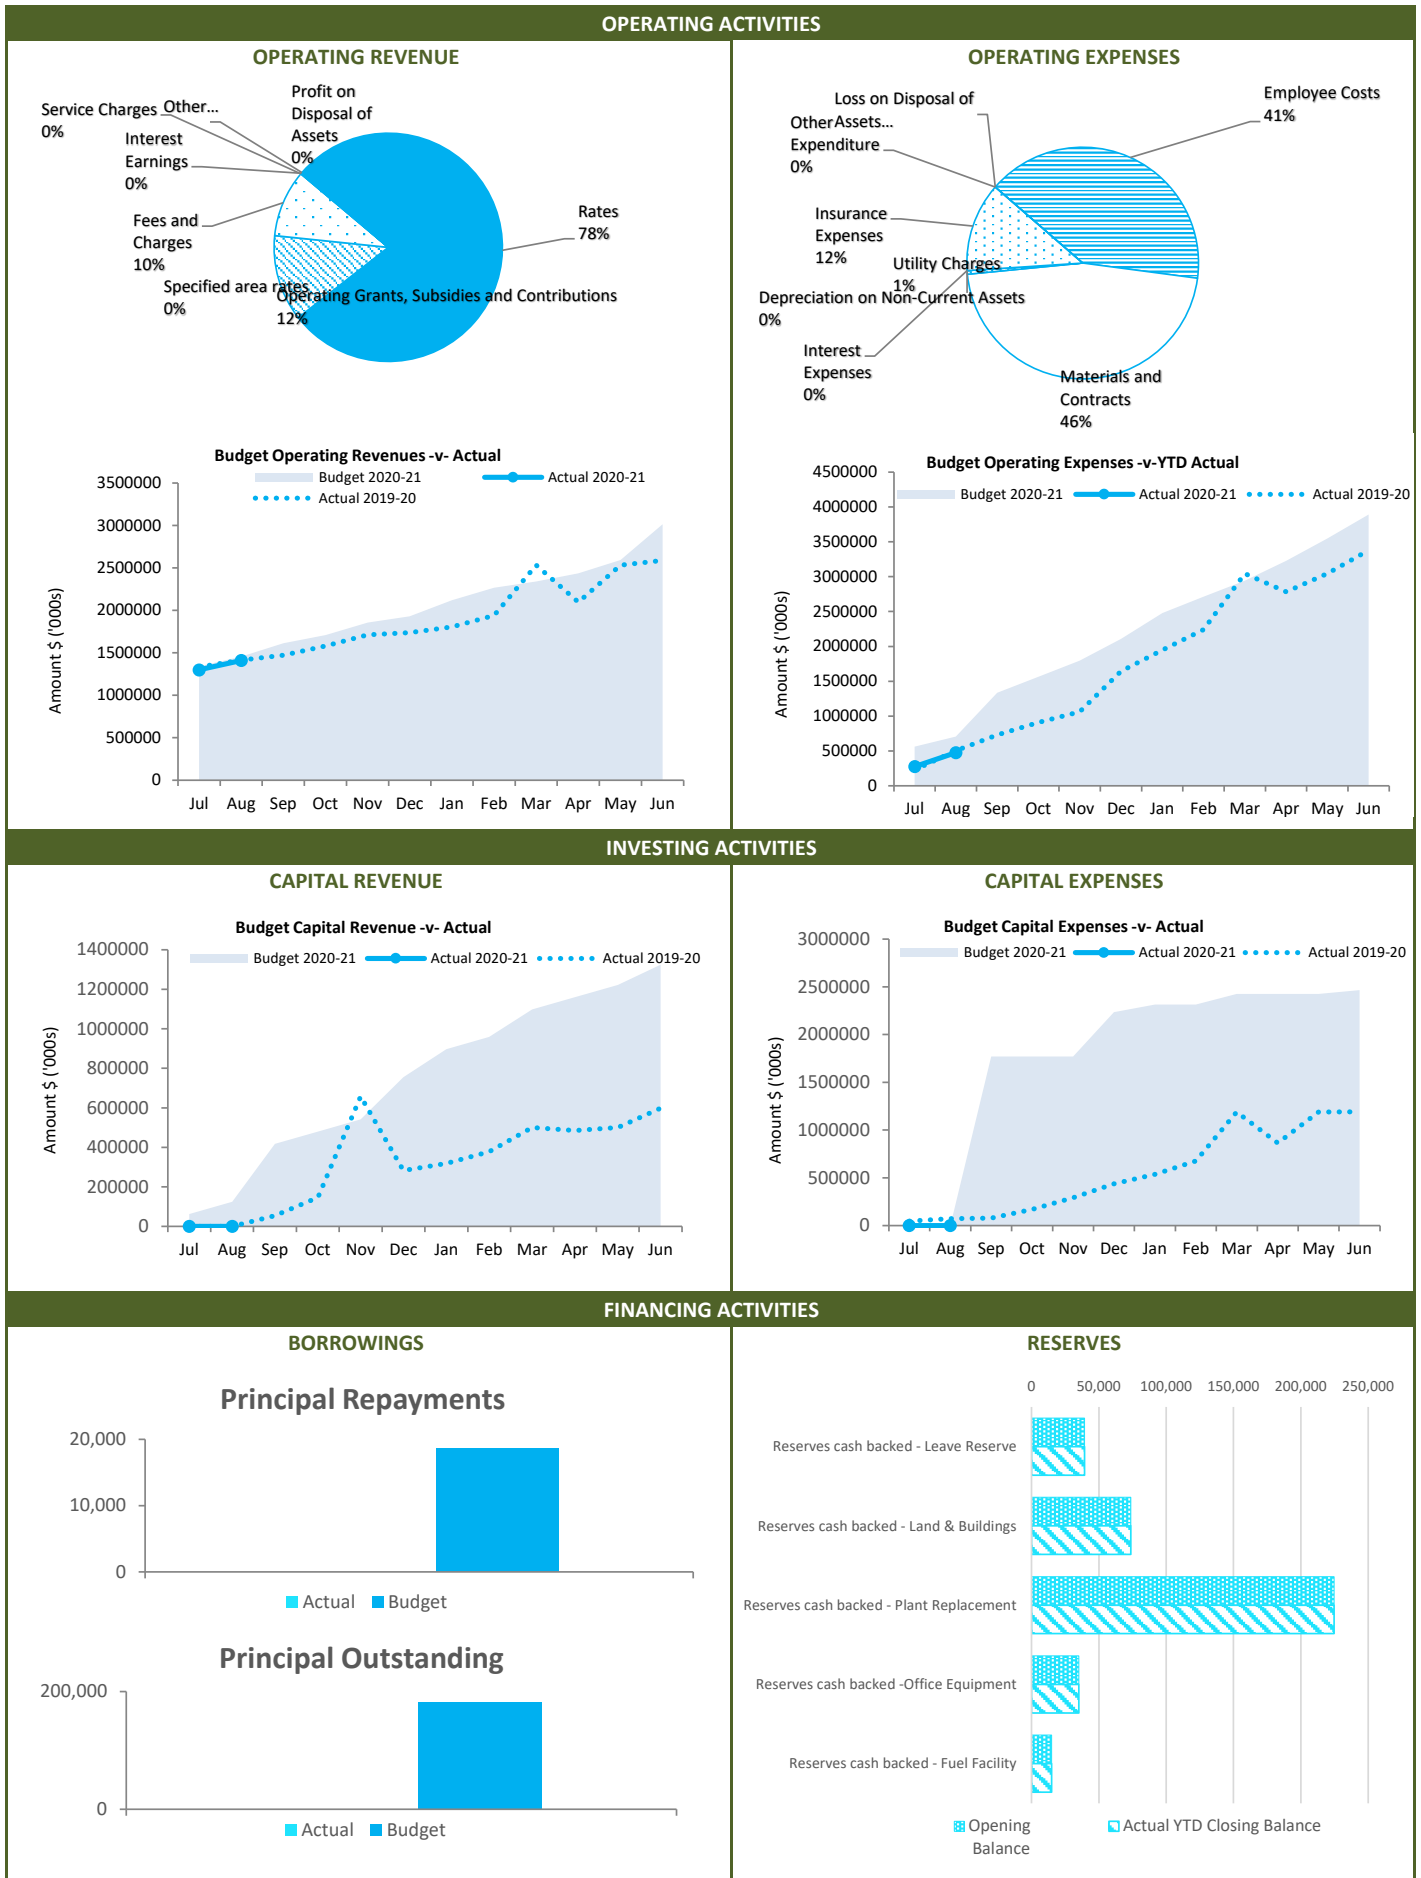 OPERATING ACTIVITIES
OPERATING REVENUE
Service Charges
0%
Other...
Profit on
Disposal of
Assets
0%
Interest
Earnings
0%
Fees and
Charges
10%
Rates
78%
Specified area rates
0%
Operating Grants, Subsidies and Contributions
12%
OPERATING EXPENSES
Loss on Disposal of
Assets...
Other
Expenditure
0%
Employee Costs
41%
Insurance
Expenses
12%
Utility Charges
1%
Depreciation on Non-Current Assets
0%
Interest
Expenses
0%
Materials and
Contracts
46%
Budget Operating Revenues -v- Actual
Budget 2020-21
Actual 2020-21
Actual 2019-20
Amount $ ('000s)
3500000
3000000
2500000
2000000
1500000
1000000
500000
0
Jul Aug Sep Oct Nov Dec Jan Feb Mar Apr May Jun
Budget Operating Expenses -v-YTD Actual
Budget 2020-21 Actual 2020-21 Actual 2019-20
Amount $ ('000s)
4500000
4000000
3500000
3000000
2500000
2000000
1500000
1000000
500000
0
Jul Aug Sep Oct Nov Dec Jan Feb Mar Apr May Jun
INVESTING ACTIVITIES
CAPITAL REVENUE
Budget Capital Revenue -v- Actual
Budget 2020-21 Actual 2020-21 Actual 2019-20
Amount $ ('000s)
1400000
1200000
1000000
800000
600000
400000
200000
0
Jul Aug Sep Oct Nov Dec Jan Feb Mar Apr May Jun
CAPITAL EXPENSES
Budget Capital Expenses -v- Actual
Budget 2020-21 Actual 2020-21 Actual 2019-20
Amount $ ('000s)
3000000
2500000
2000000
1500000
1000000
500000
0
Jul Aug Sep Oct Nov Dec Jan Feb Mar Apr May Jun
FINANCING ACTIVITIES
BORROWINGS
Principal Repayments
20,000
10,000
0
Actual Budget
Principal Outstanding
200,000
0
Actual Budget
RESERVES
0 50,000 100,000 150,000 200,000 250,000
Reserves cash backed - Leave Reserve
Reserves cash backed - Land & Buildings
Reserves cash backed - Plant Replacement
Reserves cash backed -Office Equipment
Reserves cash backed - Fuel Facility
Opening
Balance
Actual YTD Closing Balance